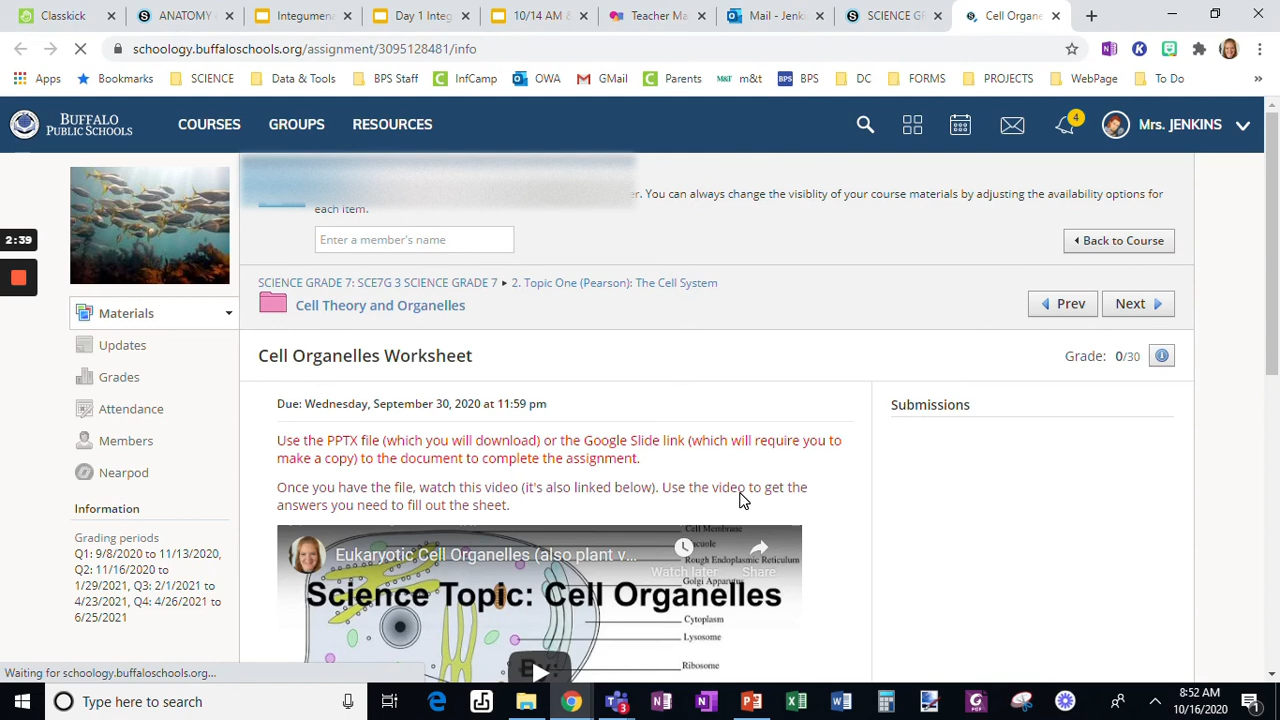 Classkick
ANATOMY
Integumena
Day 1 Integ
10/14 AM &
Teacher Ma
Mail - Jenki
SCIENCE GR
Cell Organe
schoology.buffaloschools.org/assignment/3095128481/info
Apps
Bookmarks
SCIENCE
Data & Tools
BPS Staff
InfCamp
OWA
GMail
Parents
m&t
m&t
BPS
BPS
DC
FORMS
PROJECTS
WebPage
To Do
BUFFALO
PUBLIC SCHOOLS
COURSES
GROUPS
RESOURCES
4
Mrs. JENKINS
r. You can always change the visiblity of your course materials by adjusting the availability options for
each item.
2:39
Enter a member's name
Back to Course
SCIENCE GRADE 7: SCE7G 3 SCIENCE GRADE 7 ▸ 2. Topic One (Pearson): The Cell System
Cell Theory and Organelles
Prev
Next
Materials
Updates
Grades
Attendance
Members
Nearpod
Information
Grading periods
Q1: 9/8/2020 to 11/13/2020,
Q2: 11/16/2020 to
1/29/2021, Q3: 2/1/2021 to
4/23/2021, Q4: 4/26/2021 to
6/25/2021
Cell Organelles Worksheet
Grade: 0/30
Due: Wednesday, September 30, 2020 at 11:59 pm
Submissions
Use the PPTX file (which you will download) or the Google Slide link (which will require you to
make a copy) to the document to complete the assignment.
Once you have the file, watch this video (it's also linked below). Use the video to get the
answers you need to fill out the sheet.
Eukaryotic Cell Organelles (also plant v...
Watch later
Share
Cell Membrane
Rough Endoplasmic Reticulum
Golgi Apparatus
Science Topic: Cell Organelles
Cytoplasm
Lysosome
Ribosome
By:
Waiting for schoology.buffaloschools.org...
Type here to search
3
8:52 AM
10/16/2020
1